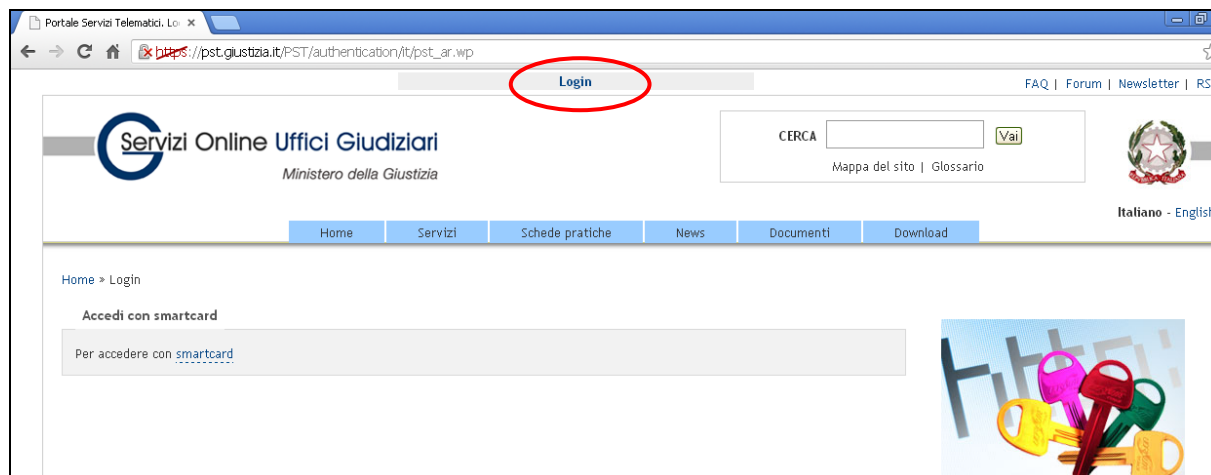 Portale Servizi Telematici. Lo
https://pst.giustizia.it/PST/authentication/it/pst_ar.wp
Login
FAQ | Forum | Newsletter | RS
Servizi Online Uffici Giudiziari
Ministero della Giustizia
CERCA Vai
Mappa del sito | Glossario
Italiano - English
Home Servizi Schede pratiche News Documenti Download
Home » Login
Accedi con smartcard
Per accedere con smartcard
http: